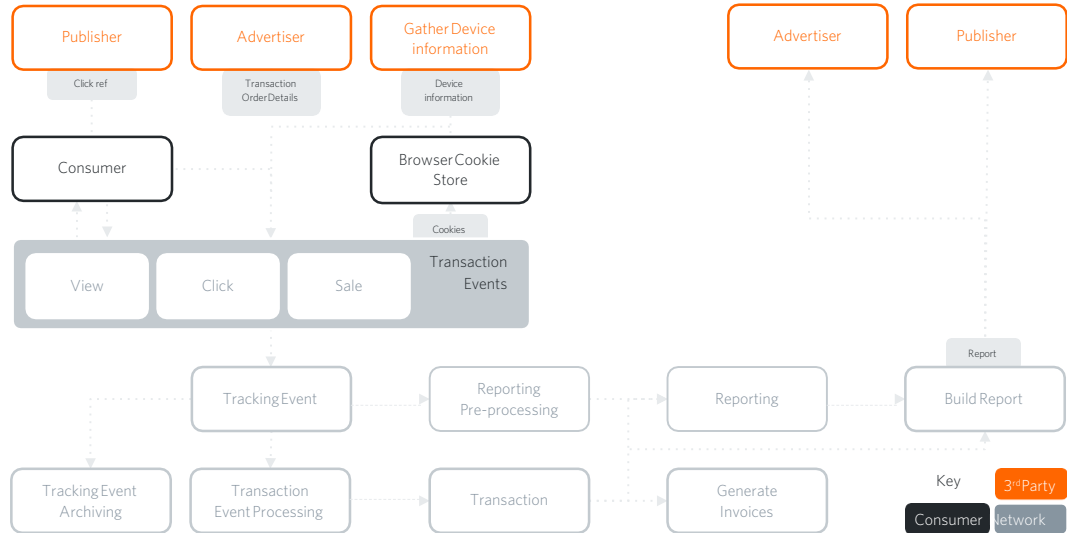 Publisher
Advertiser
Gather Device
information
Advertiser
Publisher
Click ref
Transaction
Order Details
Device
information
Consumer
Browser Cookie
Store
Cookies
View
Click
Sale
Transaction
Events
Report
Tracking Event
Reporting
Pre-processing
Reporting
Build Report
Tracking Event
Archiving
Transaction
Event Processing
Transaction
Generate
Invoices
Key
3rd Party
Consumer
Network